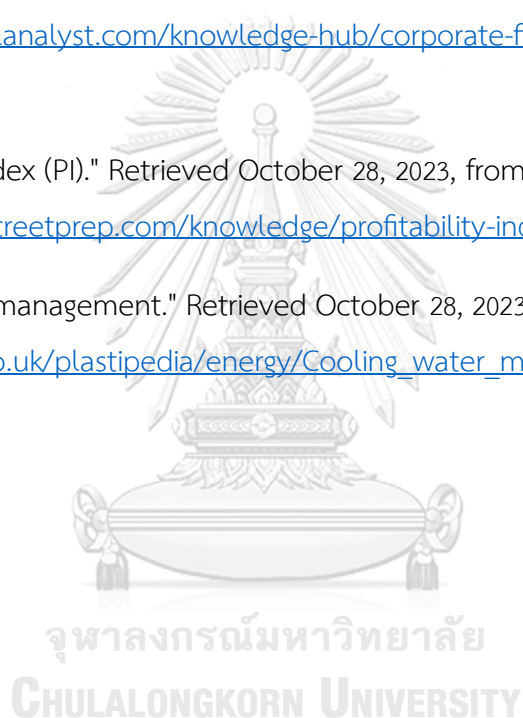 lanalyst.com/knowledge-hub/corporate-f
dex (PI)." Retrieved October 28, 2023, from
treetprep.com/knowledge/profitability-in
management." Retrieved October 28, 2023
o.uk/plastipedia/energy/Cooling_water_m
จุฬาลงกรณ์มหาวิทยาลัย
CHULALONGKORN UNIVERSITY